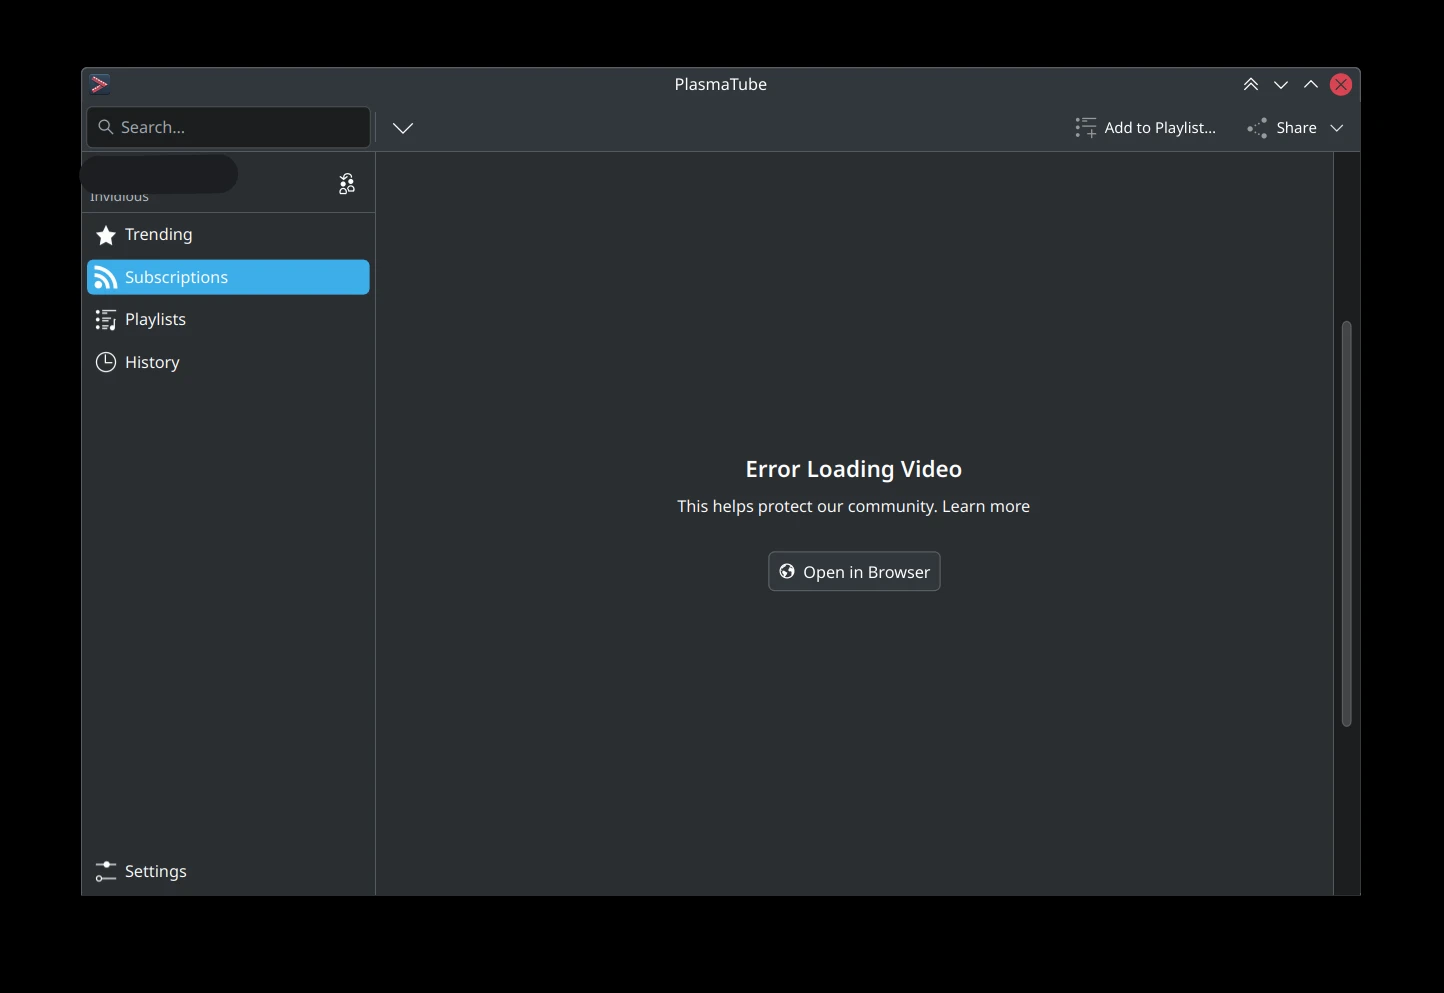 PlasmaTube
Search...
Add to Playlist...
Share
Invidious
Trending
Subscriptions
Playlists
History
Error Loading Video
This helps protect our community. Learn more
Open in Browser
Settings